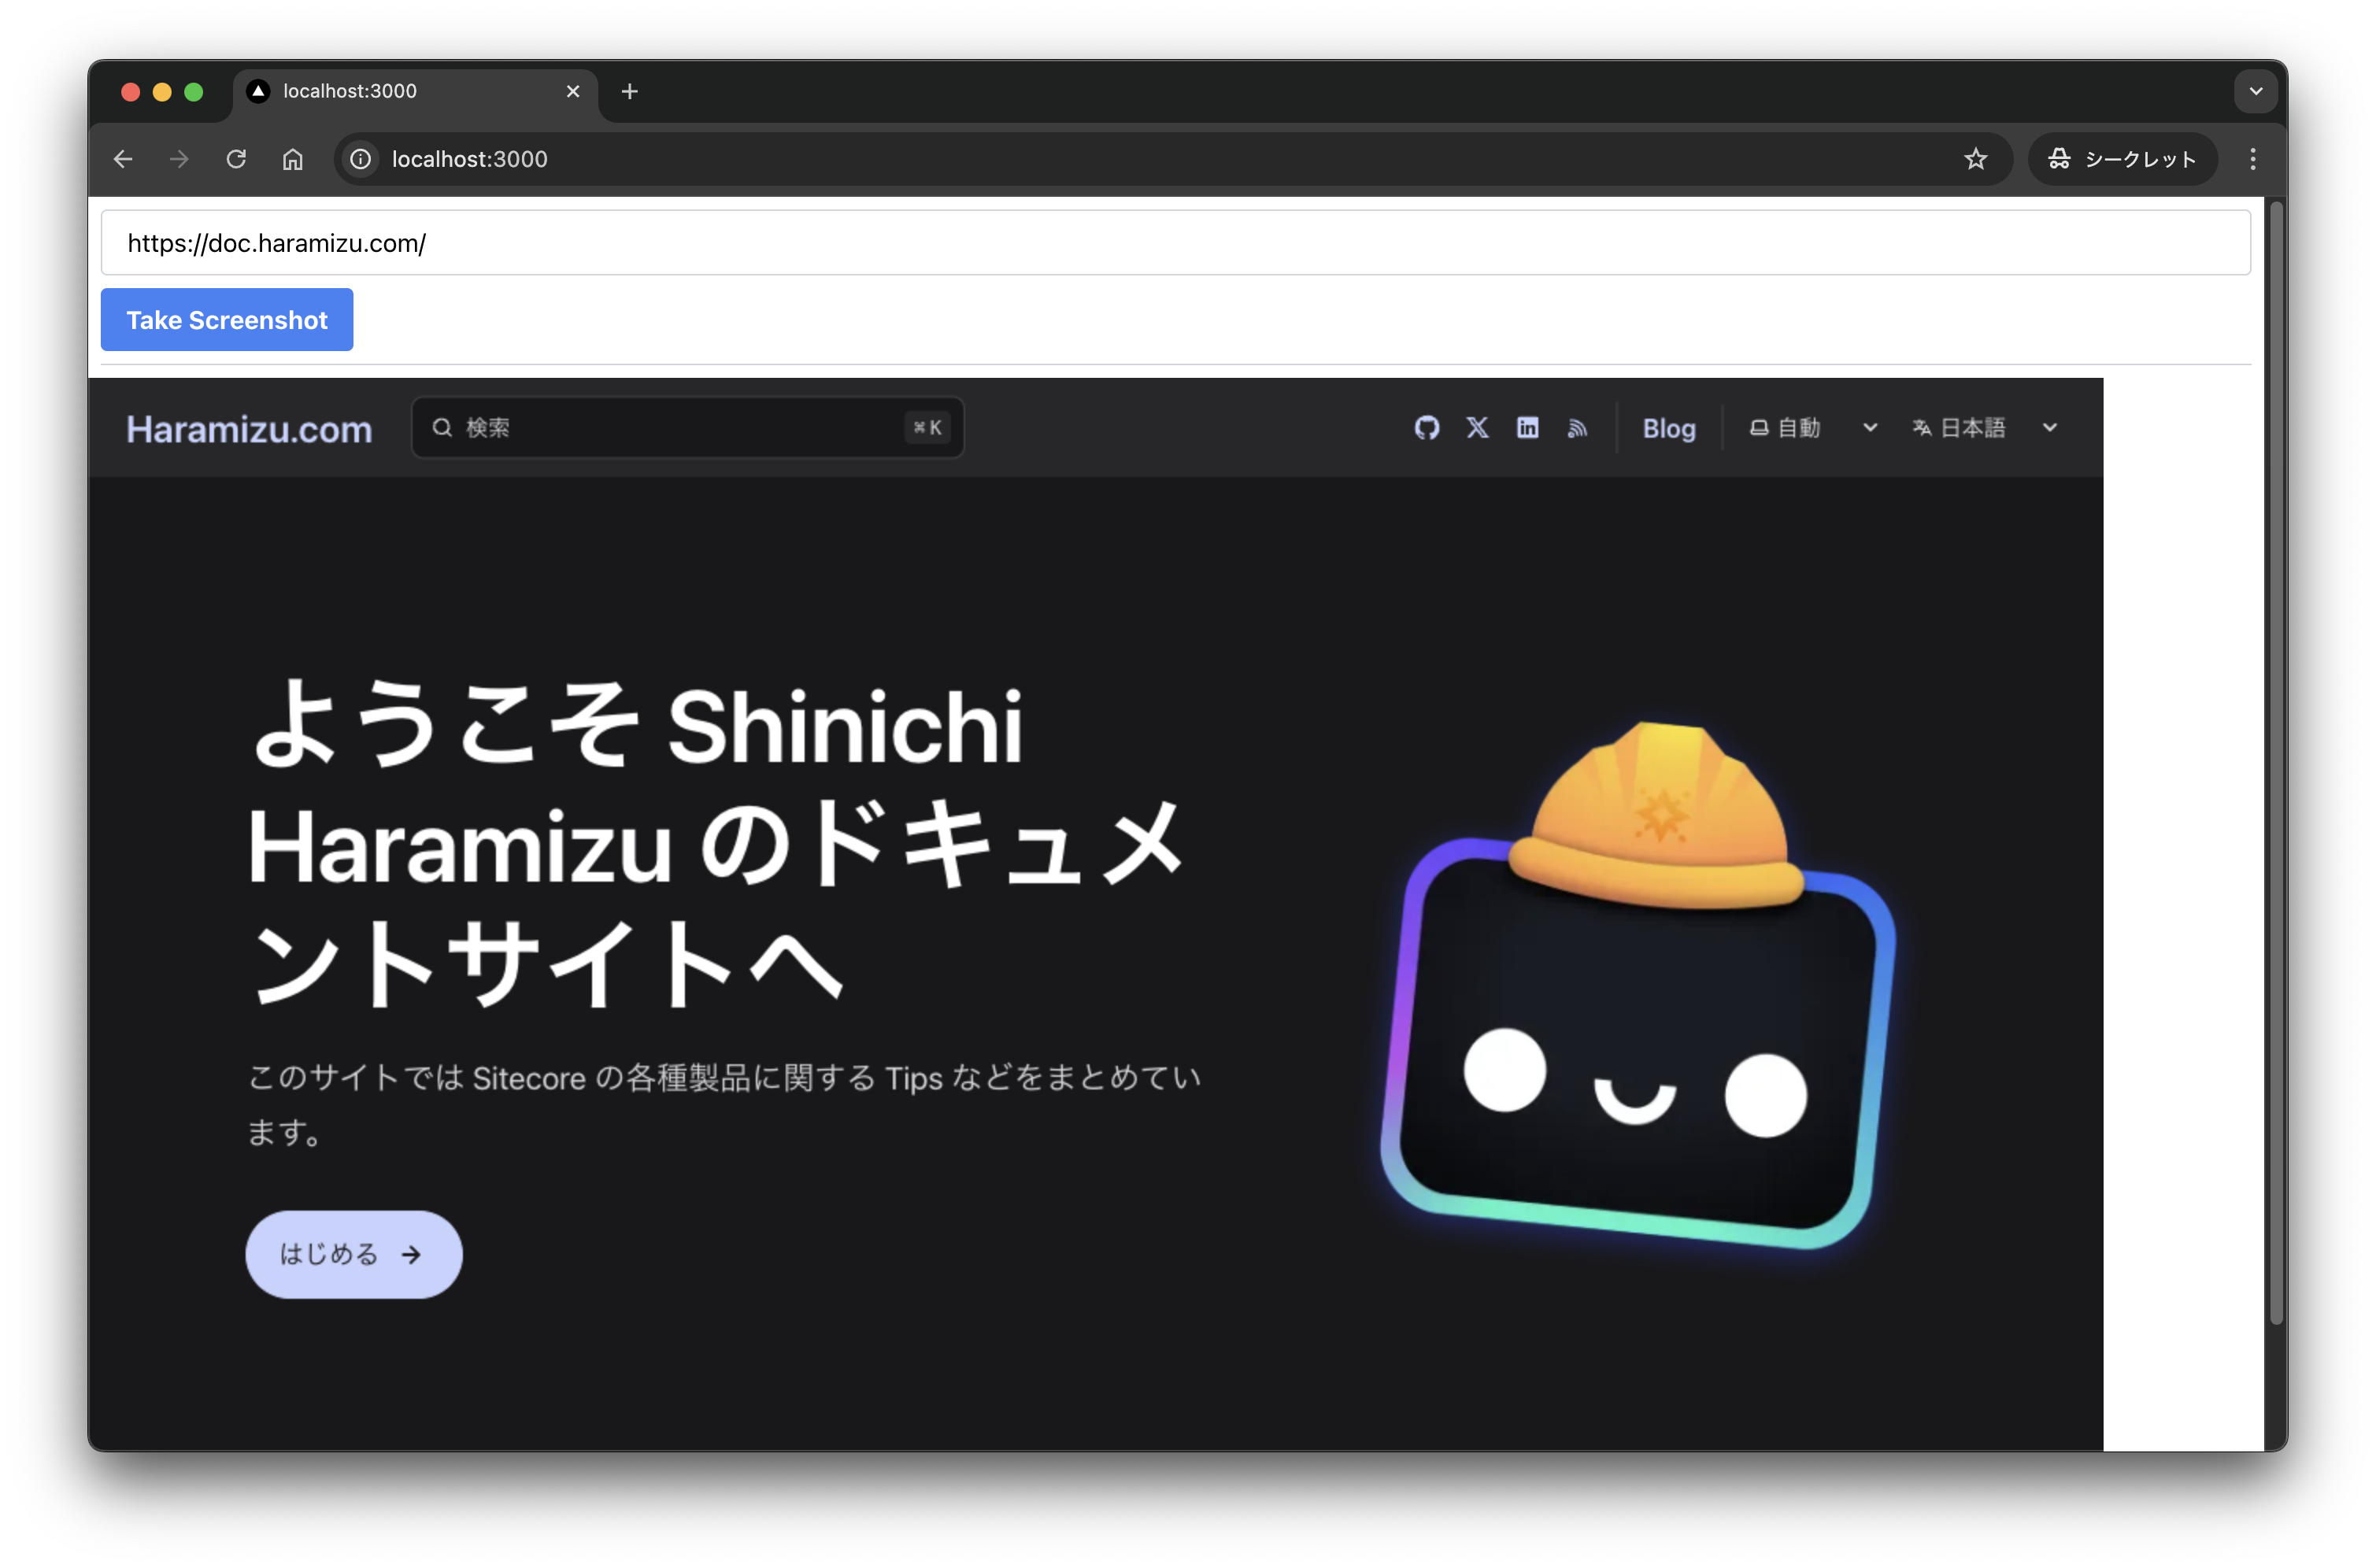 localhost:3000
localhost:3000
シークレット
https://doc.haramizu.com/
Take Screenshot
Haramizu.com
検索
⌘ K
Blog
自動
日本語
ようこそ Shinichi
Haramizu のドキュメ
ントサイトへ
このサイトでは Sitecore の各種製品に関する Tips などをまとめてい
ます。
はじめる →